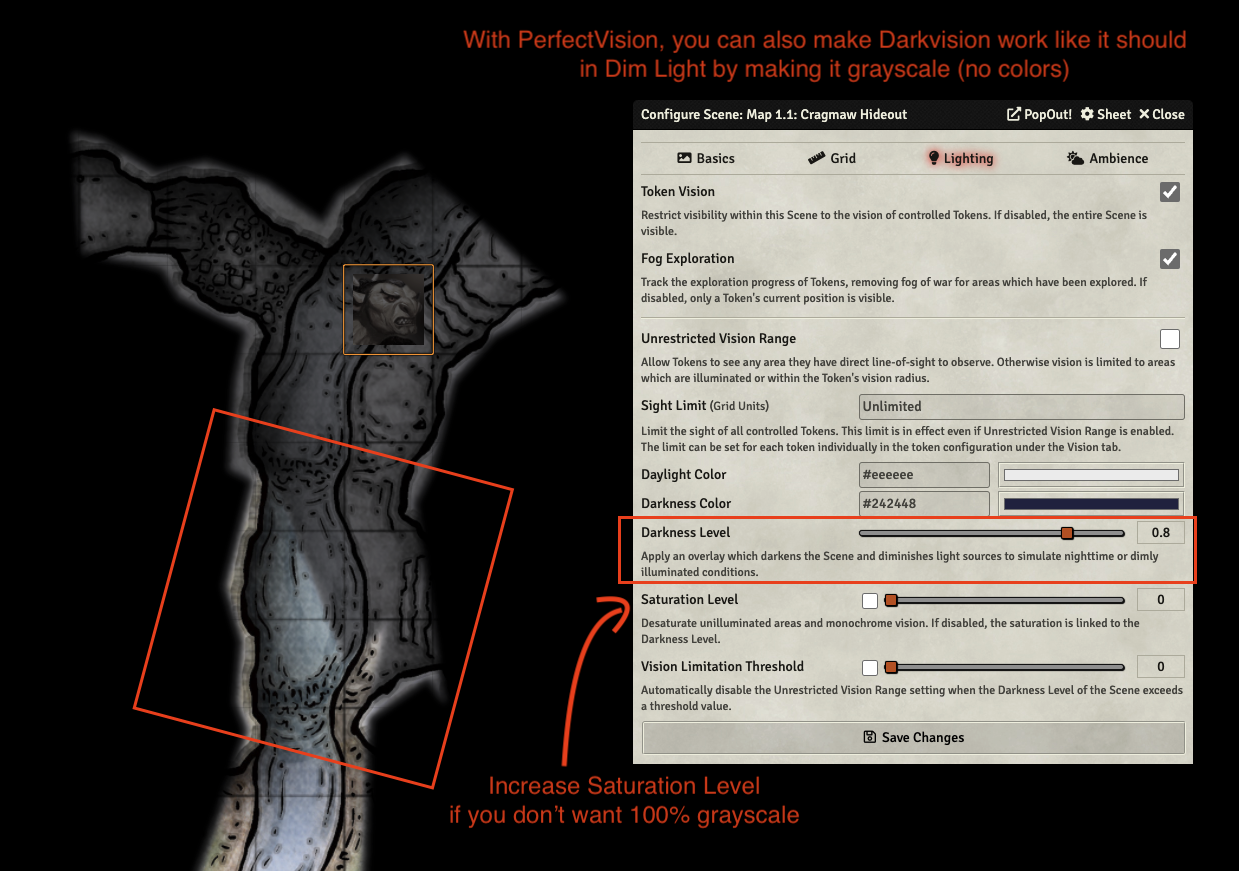 With PerfectVision, you can also make Darkvision work like it should
in Dim Light by making it grayscale (no colors)
Configure Scene: Map 1.1: Cragmaw Hideout PopOut! Sheet Close
Basics Grid Lighting Ambience
Token Vision
Restrict visibility within this Scene to the vision of controlled Tokens. If disabled, the entire Scene is
visible.
Fog Exploration
Track the exploration progress of Tokens, removing fog of war for areas which have been explored. If
disabled, only a Token's current position is visible.
Unrestricted Vision Range
Allow Tokens to see any area they have direct line-of-sight to observe. Otherwise vision is limited to areas
which are illuminated or within the Token's vision radius.
Sight Limit (Grid Units) Unlimited
Limit the sight of all controlled Tokens. This limit is in effect even if Unrestricted Vision Range is enabled.
The limit can be set for each token individually in the token configuration under the Vision tab.
Daylight Color #eeeeee
Darkness Color #242448
Darkness Level 0.8
Apply an overlay which darkens the Scene and diminishes light sources to simulate nighttime or dimly
illuminated conditions.
Saturation Level 0
Desaturate unilluminated areas and monochrome vision. If disabled, the saturation is linked to the
Darkness Level.
Vision Limitation Threshold 0
Automatically disable the Unrestricted Vision Range setting when the Darkness Level of the Scene exceeds
a threshold value.
Save Changes
Increase Saturation Level
if you don't want 100% grayscale